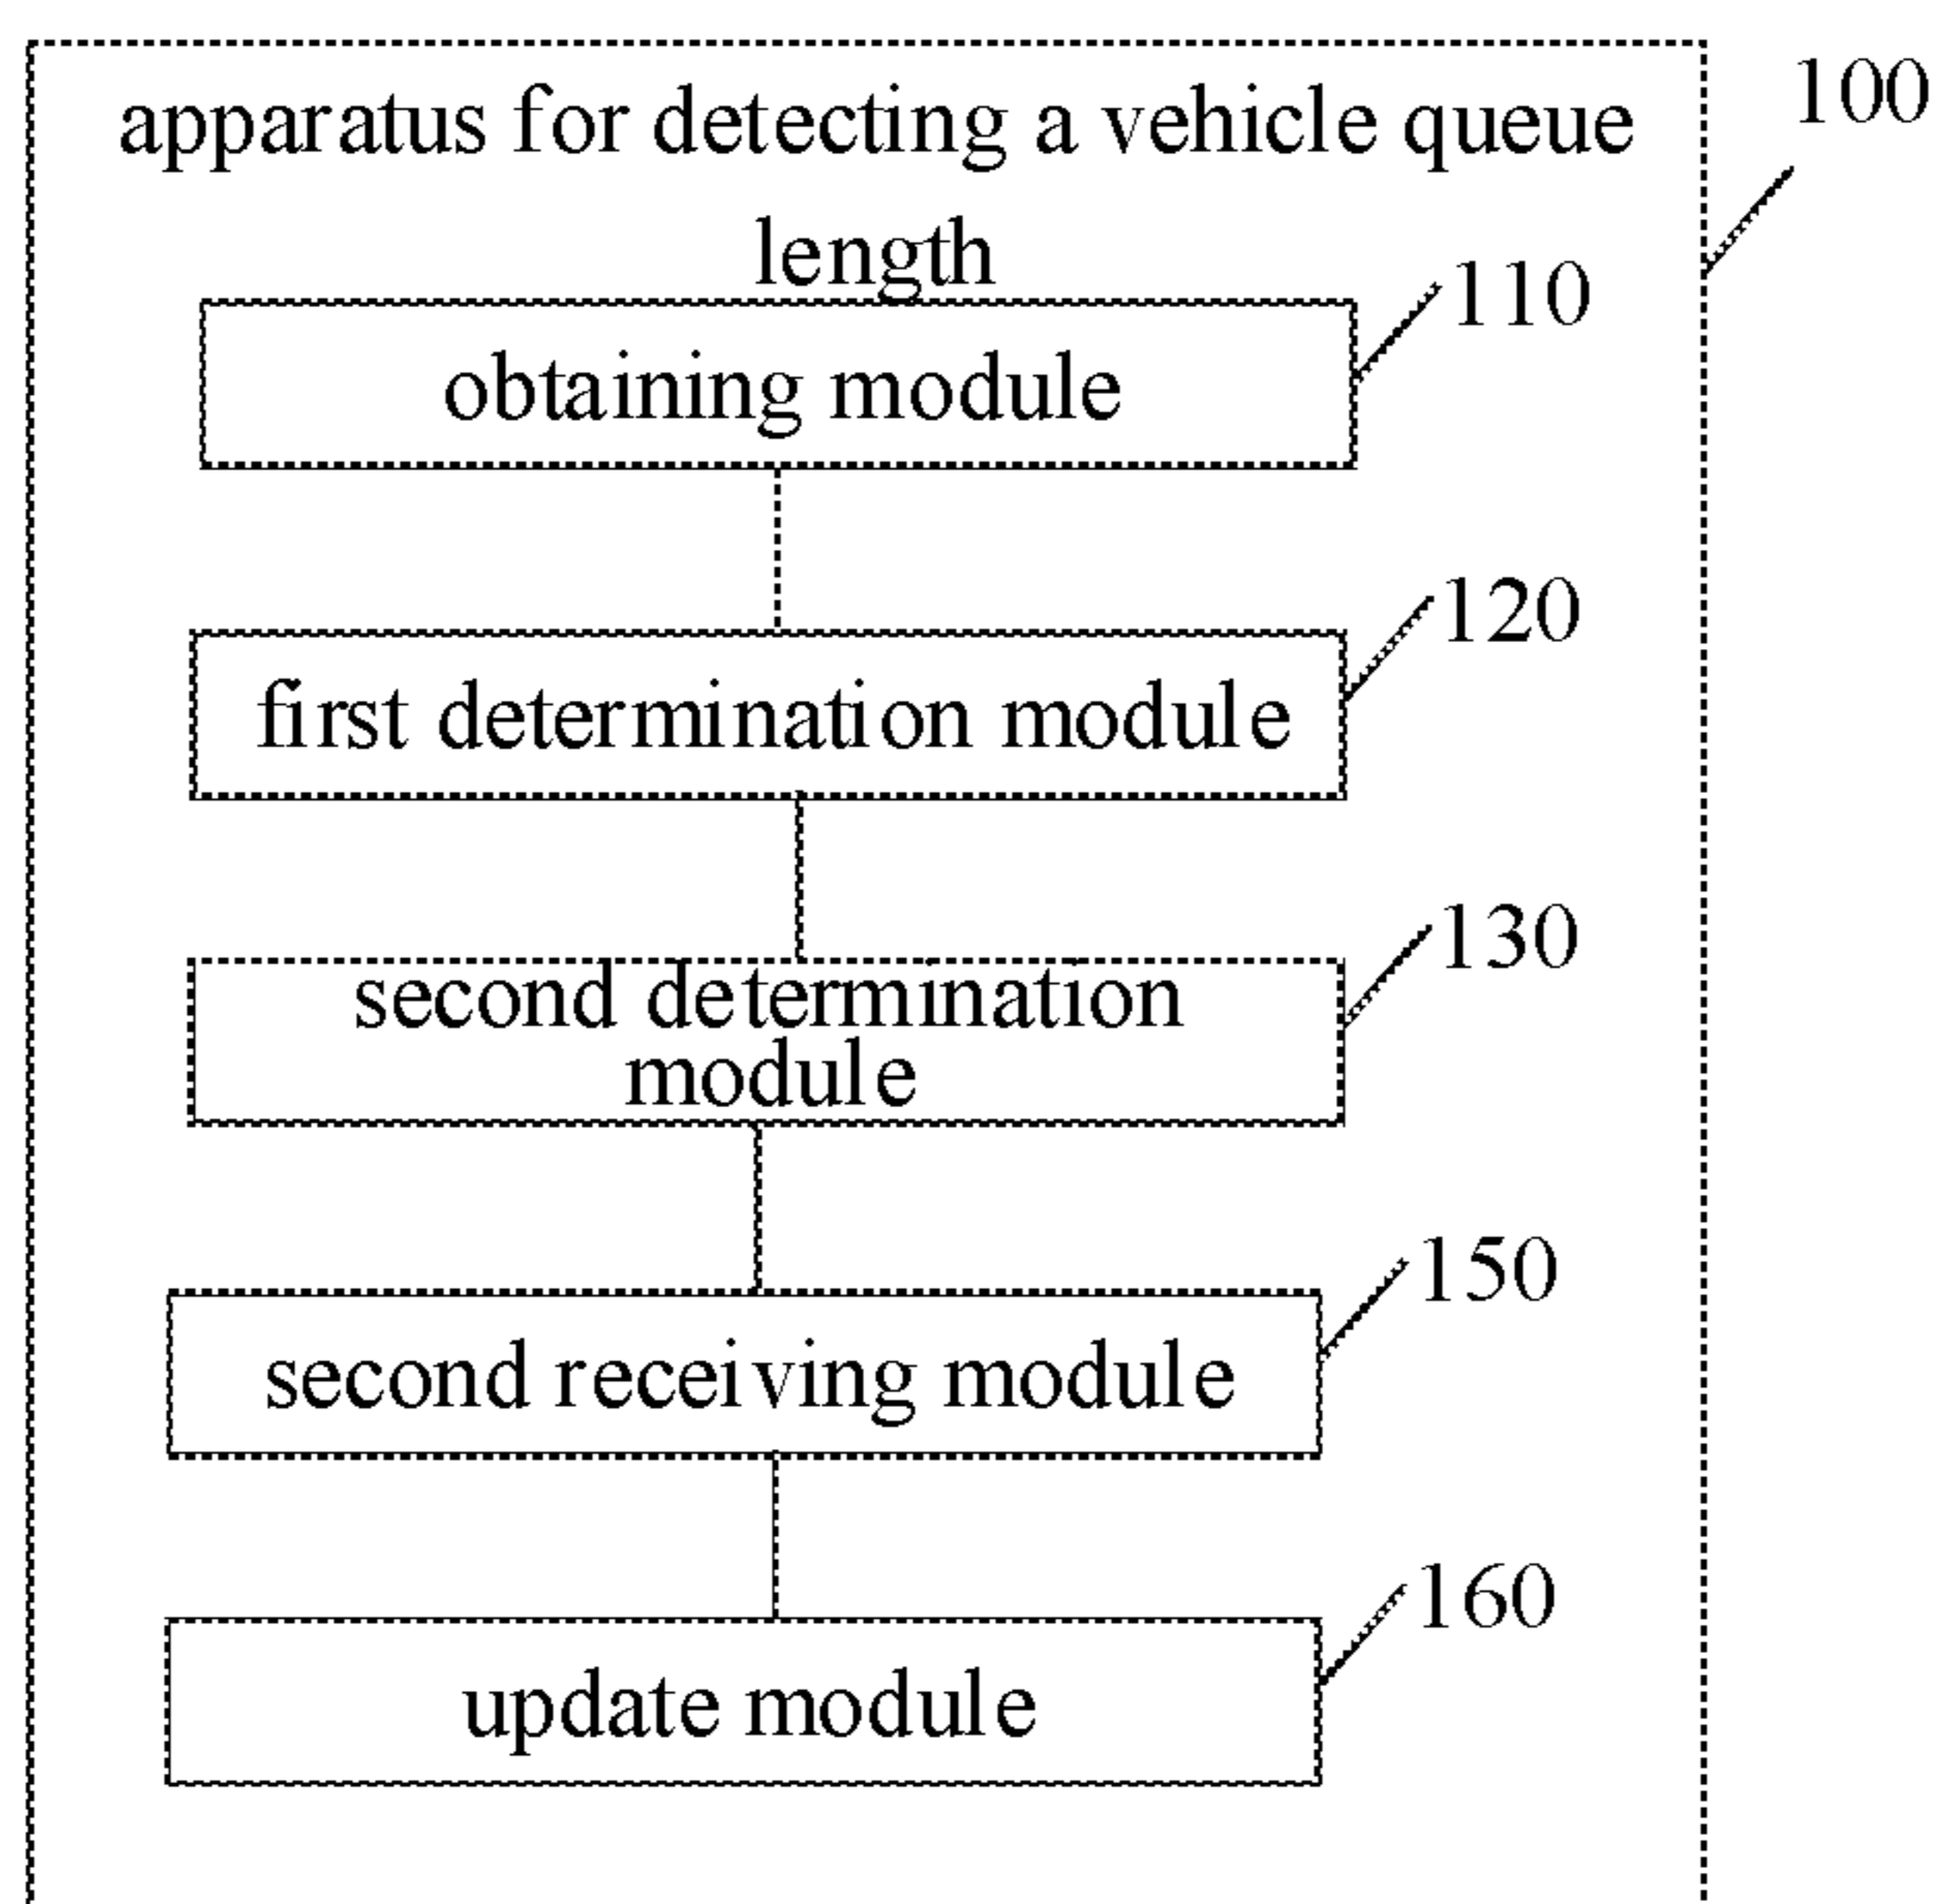 apparatus for detecting a vehicle queue
100
length
110
obtaining module
120
first determination module
130
second determination
module
150
second receiving module
160
update module